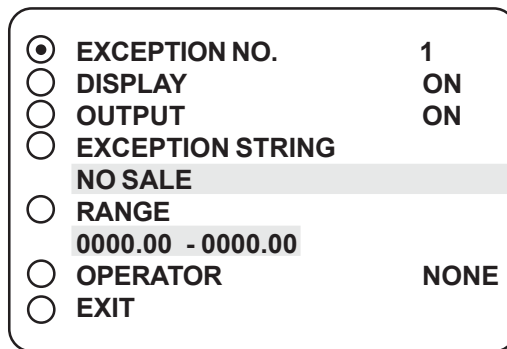 EXCEPTION NO. 1
DISPLAY ON
OUTPUT ON
EXCEPTION STRING
NO SALE
RANGE
0000.00 - 0000.00
OPERATOR NONE
EXIT